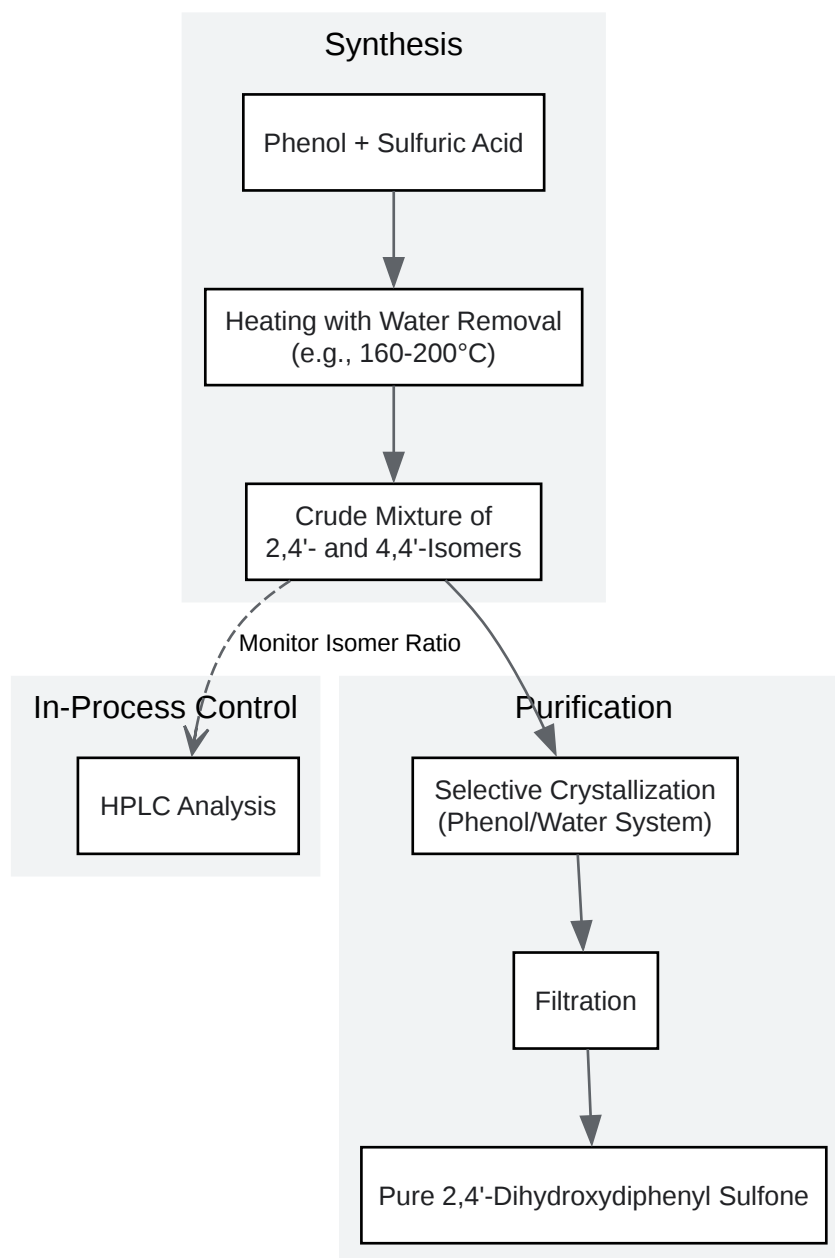 Synthesis
Phenol + Sulfuric Acid
Heating with Water Removal
(e.g., 160-200°C)
Crude Mixture of
2,4'- and 4,4'-Isomers
Monitor Isomer Ratio
In-Process Control
HPLC Analysis
Purification
Selective Crystallization
(Phenol/Water System)
Filtration
Pure 2,4'-Dihydroxydiphenyl Sulfone